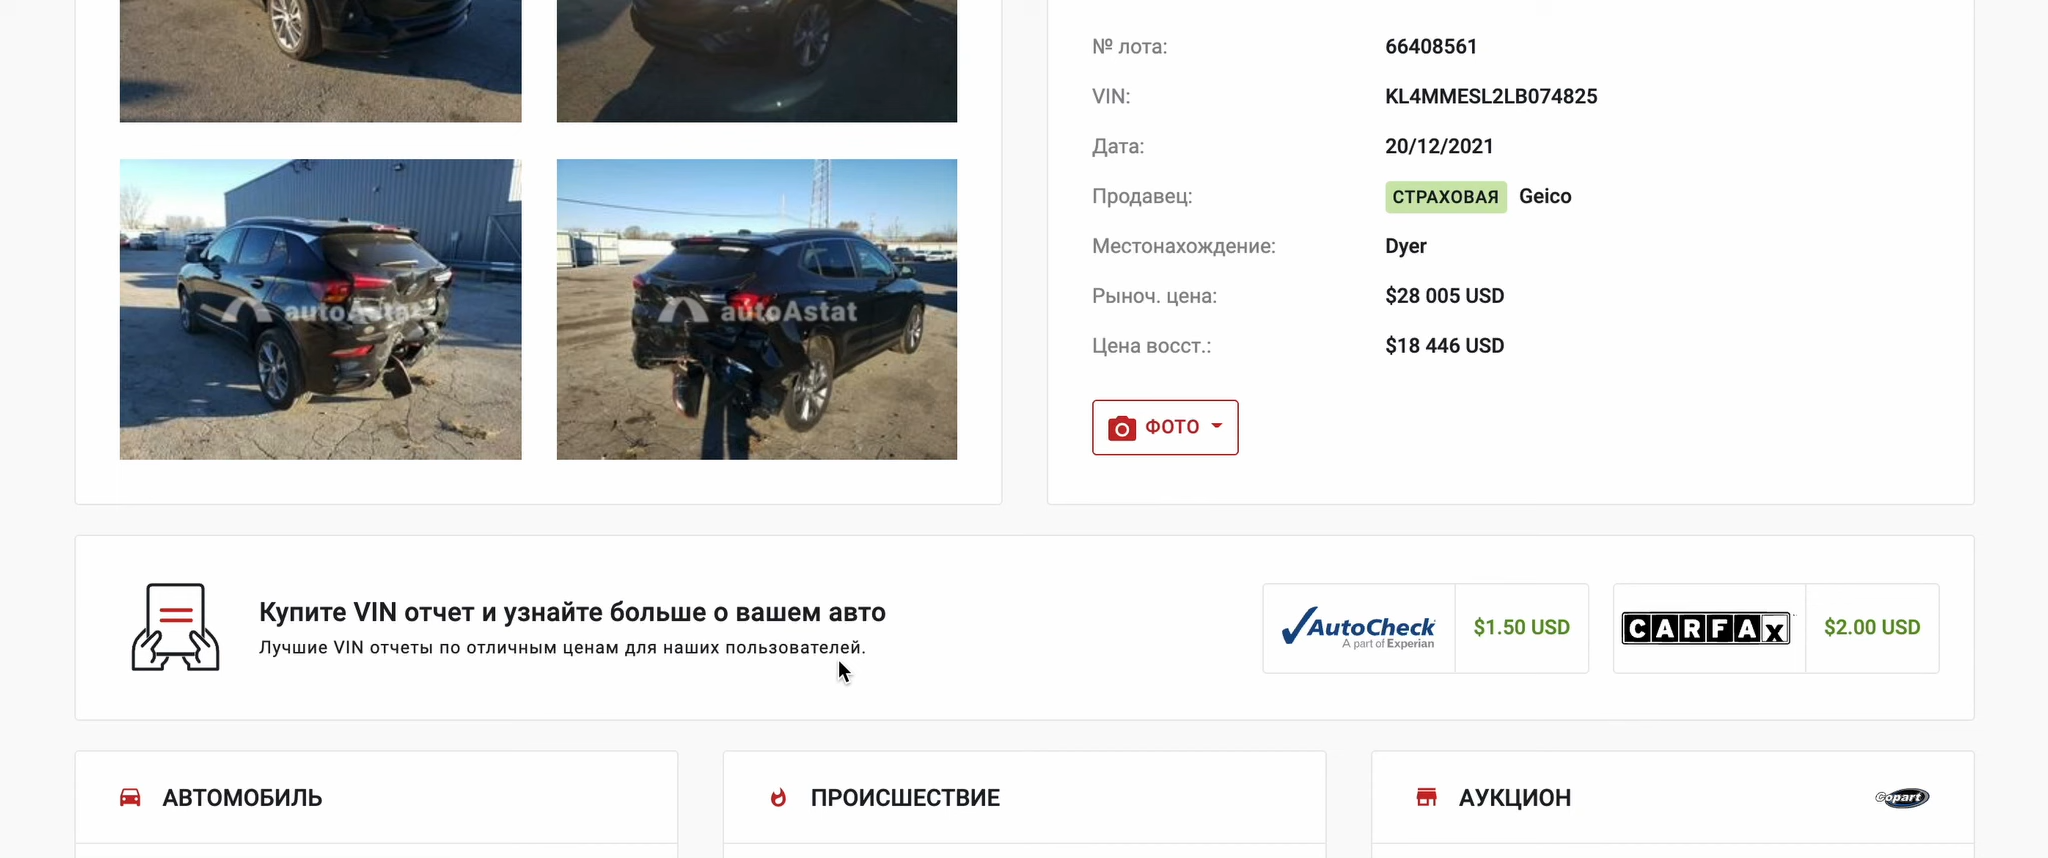 № лота: 66408561
VIN: KL4MMESL2LB074825
Дата: 20/12/2021
Продавец: СТРАХОВАЯ Geico
Местонахождение: Dyer
Рыноч. цена: $28 005 USD
Цена восст.: $18 446 USD
ФОТО
autoAstat
autoAstat
Купите VIN отчет и узнайте больше о вашем авто
Лучшие VIN отчеты по отличным ценам для наших пользователей.
AutoCheck
A part of Experian
$1.50 USD
CARFAX
$2.00 USD
АВТОМОБИЛЬ
ПРОИСШЕСТВИЕ
АУКЦИОН
Copart